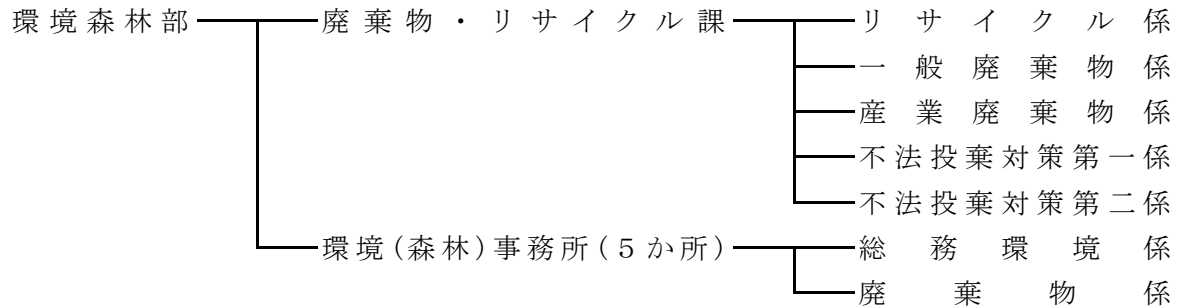 環境森林部 廃棄物・リサイクル課 リサイクル係
一般廃棄物係
産業廃棄物係
不法投棄対策第一係
不法投棄対策第二係
環境(森林)事務所(5か所) 総務環境係
廃棄物係